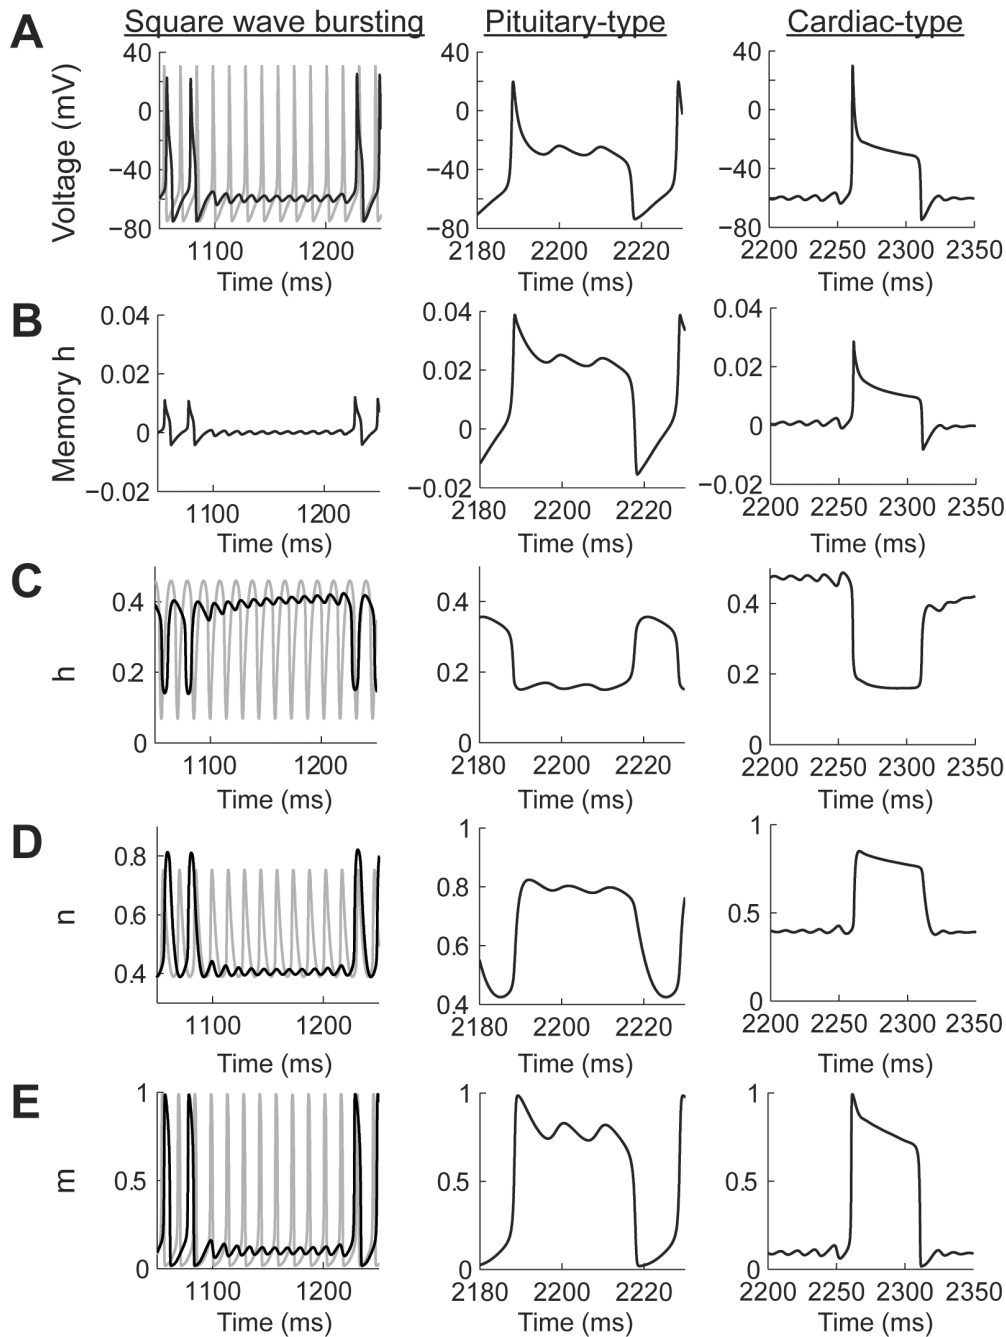 A
Square wave bursting Pituitary-type Cardiac-type
Voltage (mV)
40 0 −40 −80
1100 1200
Time (ms)
40 0 −40 −80
2180 2200 2220
Time (ms)
40 0 −40 −80
2200 2250 2300 2350
Time (ms)
B
Memory h
0.04 0.02 0 −0.02
1100 1200
Time (ms)
0.04 0.02 0 −0.02
2180 2200 2220
Time (ms)
0.04 0.02 0 −0.02
2200 2250 2300 2350
Time (ms)
C
h
0.4 0.2 0
1100 1200
Time (ms)
0.4 0.2 0
2180 2200 2220
Time (ms)
0.4 0.2 0
2200 2250 2300 2350
Time (ms)
D
n
0.8 0.6 0.4
1100 1200
Time (ms)
1 0.8 0.6 0.4
2180 2200 2220
Time (ms)
1 0.5 0
2200 2250 2300 2350
Time (ms)
E
m
1 0.5 0
1100 1200
Time (ms)
1 0.5 0
2180 2200 2220
Time (ms)
1 0.5 0
2200 2250 2300 2350
Time (ms)